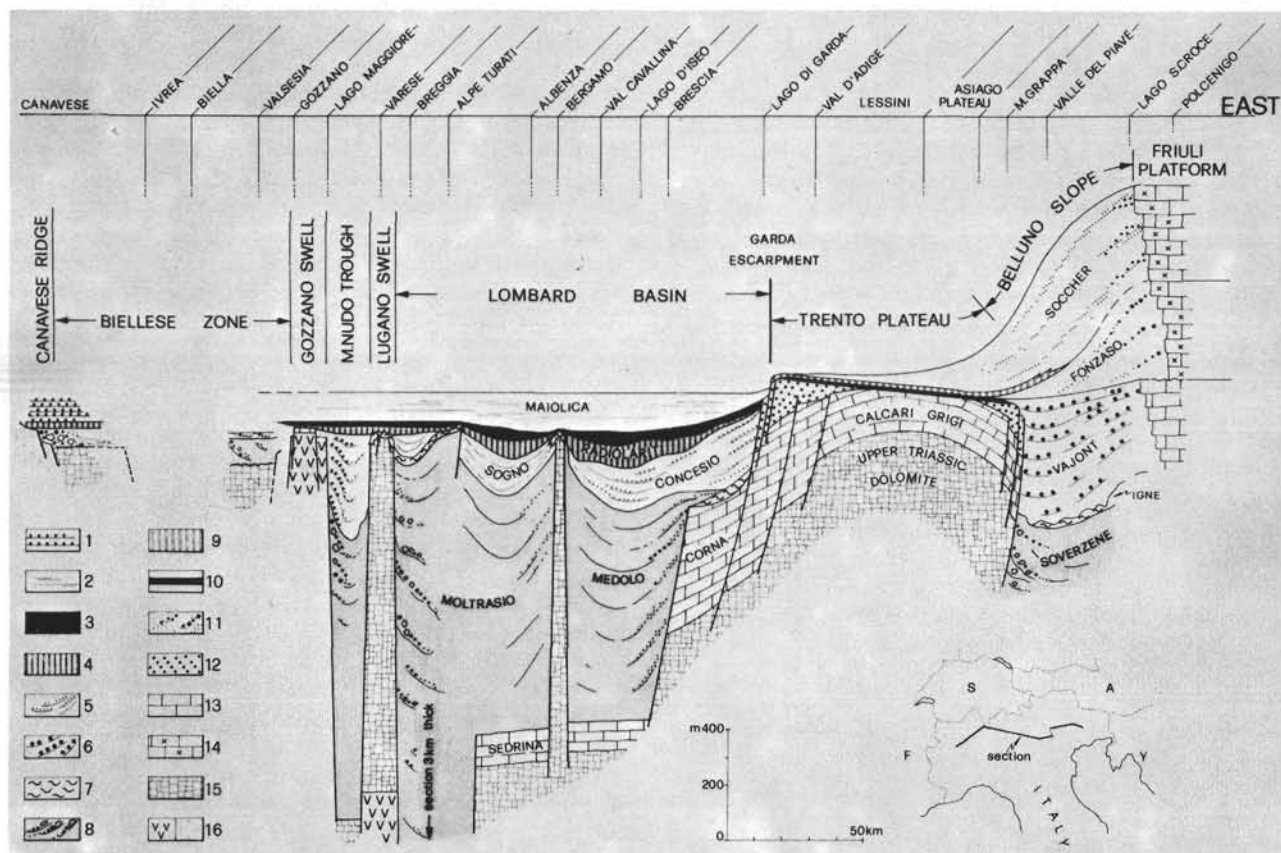 CANAVESE
IVREA
BIELLA
VALSESIA
GOZZANO
LAGO MAGGIORE
VARESE
BREGGIA
ALPE TURATI
ALBENZA
BERGAMO
VAL CAVALLINA
LAGO D'ISEO
BRESCIA
LAGO DI GARDA
VAL D'ADIGE
LESSINI
ASIAGO
PLATEAU
M. GRAPPA
VALLE DEL PIAVE
LAGO SCROCE
POLCENIGO
EAST
FRIULI
PLATFORM
BELLUNO SLOPE
GARDA
ESCARPMENT
CANAVESE RIDGE
BIELLESE ZONE
GOZZANO SWELL
M.NUDO TROUGH
LUGANO SWELL
LOMBARD BASIN
TRENTO PLATEAU
SOCCHER
FONZASO
MAIOLICA
RADIOLARITI
SOGNO
CONCESIO
CALCARI GRIGI
UPPER TRIASSIC
DOLOMITE
VAJONT
IGNE
SOVERZENE
CORNA
MEDOLO
MOLTRASIO
SEDRINA
section 3km thick
1
2
3
4
5
6
7
8
9
10
11
12
13
14
15
16
m400
200
0
50km
S
A
F
section
Y
ITALY